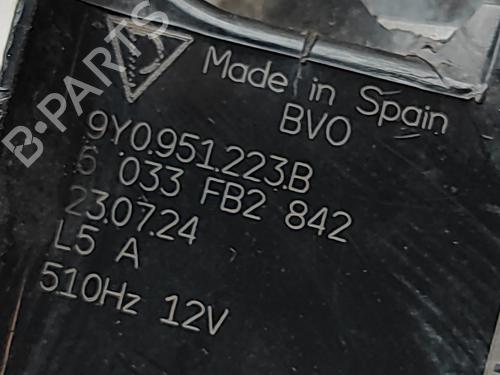 Made in Spain
BVO
9Y0.951.223.B
6 033 FB2 842
23.07.24
L5 A
510Hz 12V
B-PARTS